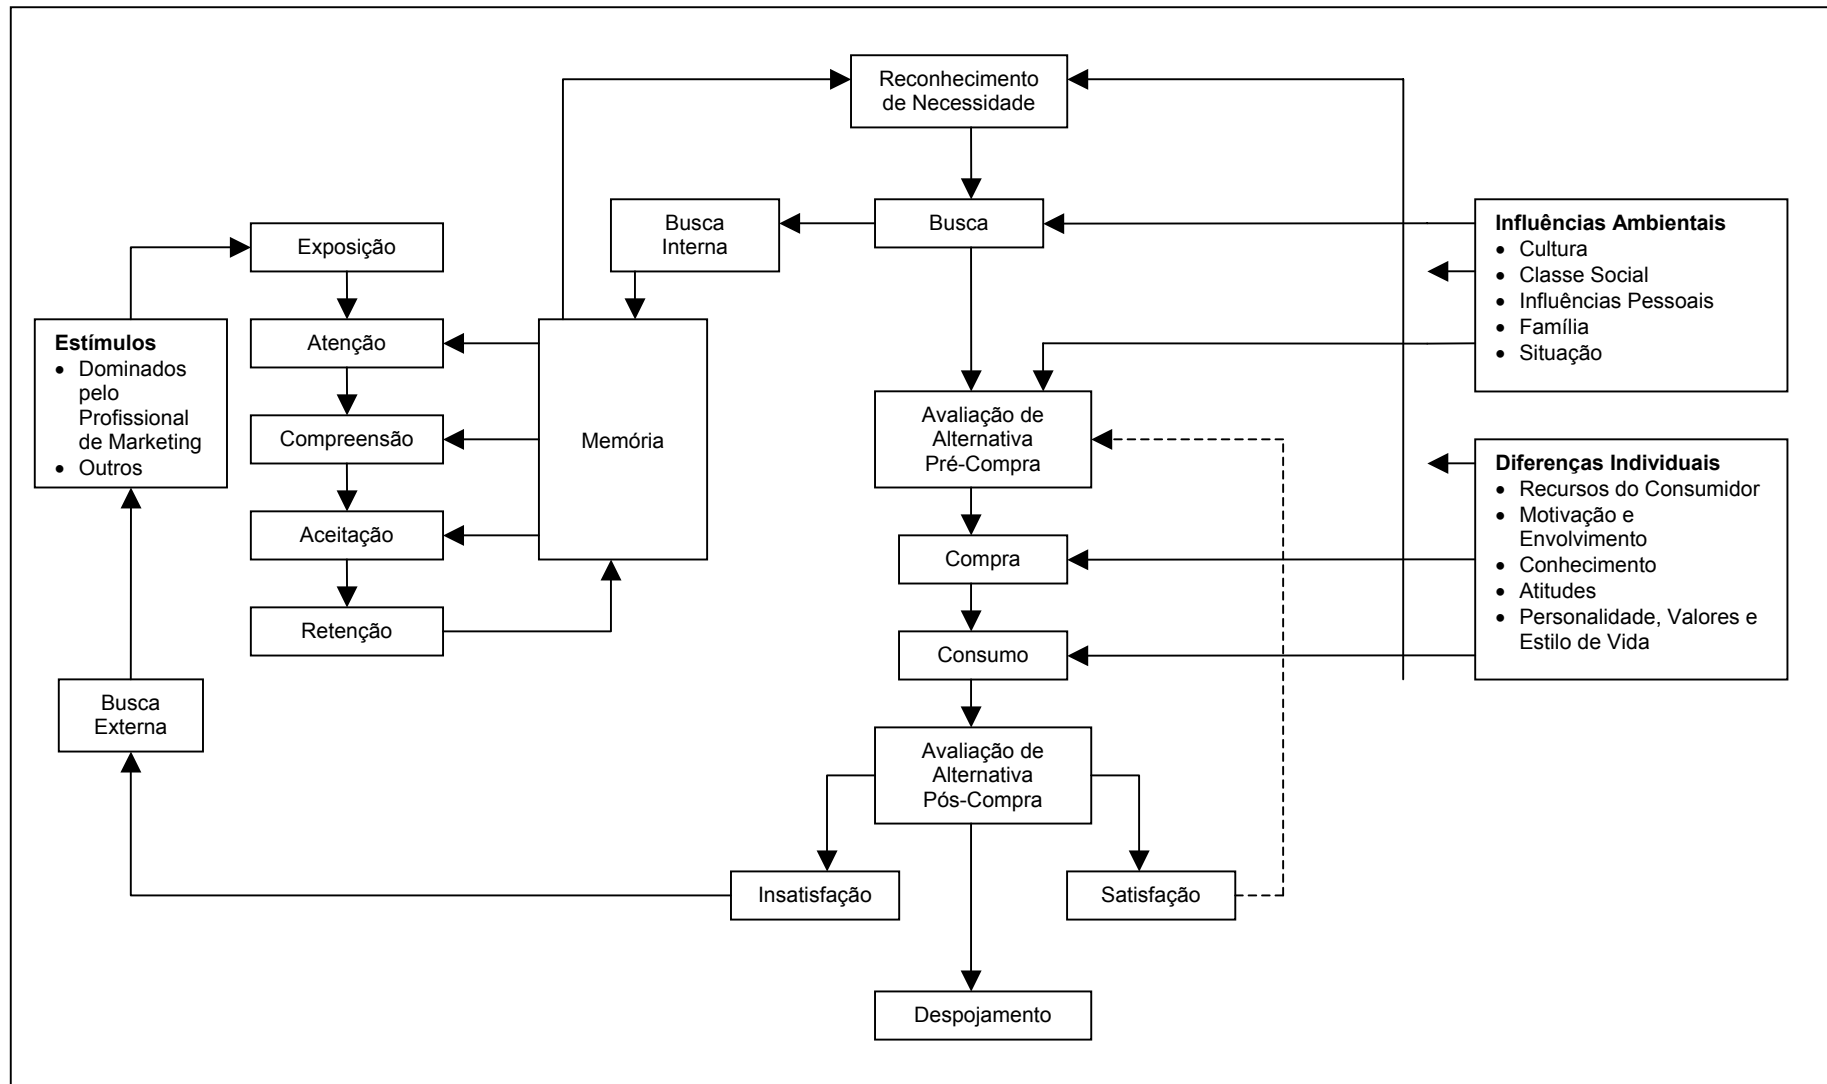 Reconhecimento
de Necessidade
Busca
Interna
Busca
Exposição
Influências Ambientais
• Cultura
• Classe Social
• Influências Pessoais
• Família
• Situação
Estímulos
• Dominados
pelo
Profissional
de Marketing
• Outros
Atenção
Compreensão
Aceitação
Retenção
Memória
Avaliação de
Alternativa
Pré-Compra
Diferenças Individuais
• Recursos do Consumidor
• Motivação e
Envolvimento
• Conhecimento
• Atitudes
• Personalidade, Valores e
Estilo de Vida
Compra
Consumo
Busca
Externa
Avaliação de
Alternativa
Pós-Compra
Insatisfação
Satisfação
Despojamento